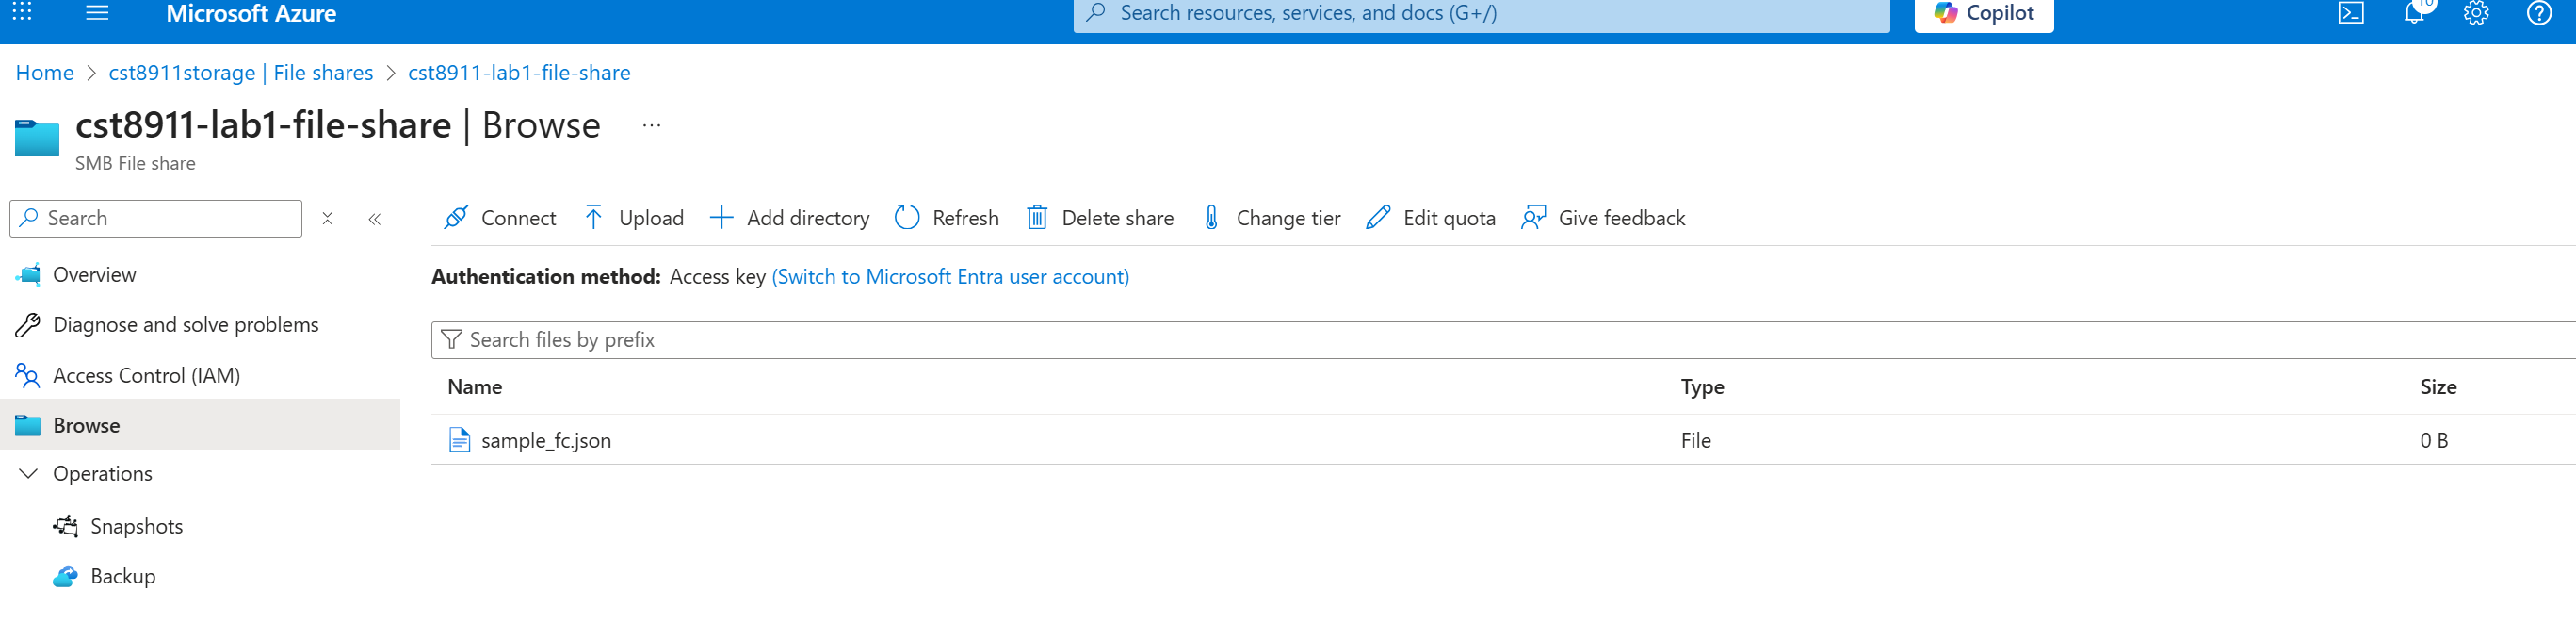 Microsoft Azure
Search resources, services, and docs (G+/)
Copilot
10
Home > cst8911storage | File shares > cst8911-lab1-file-share
cst8911-lab1-file-share | Browse ...
SMB File share
Search
Connect Upload Add directory Refresh Delete share Change tier Edit quota Give feedback
Overview
Diagnose and solve problems
Access Control (IAM)
Browse
Operations
Snapshots
Backup
Authentication method: Access key (Switch to Microsoft Entra user account)
Search files by prefix
Name Type Size
sample_fc.json File 0 B